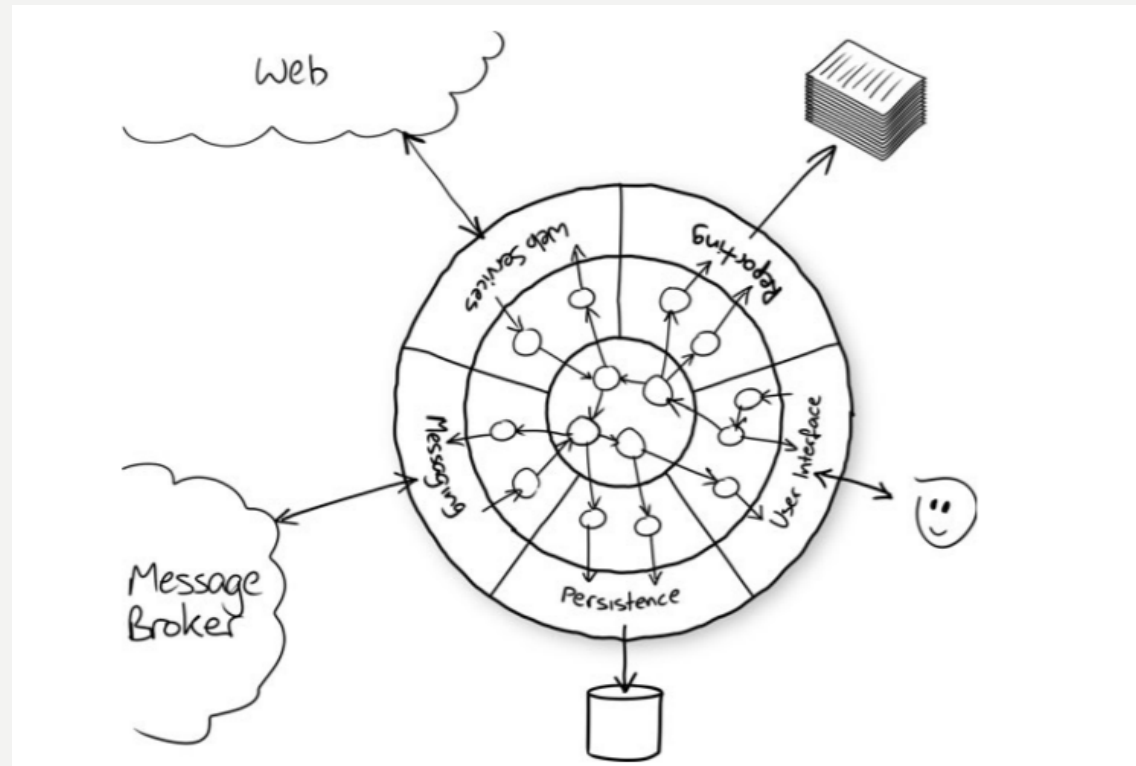 Web
Web Services
Reporting
Messaging
User Interface
Message
Broker
Persistence